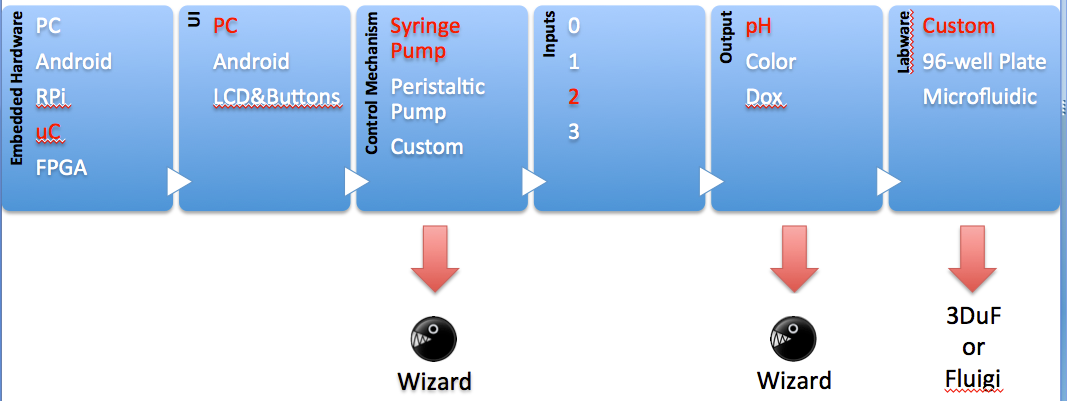 Embedded Hardware
PC
Android
RPi
uC
FPGA
UI
PC
Android
LCD&Buttons
Control Mechanism
Syringe
Pump
Peristaltic
Pump
Custom
Inputs
0
1
2
3
Output
pH
Color
Dox
Labware
Custom
96-well Plate
Microfluidic
Wizard
Wizard
3DuF
or
Fluigi